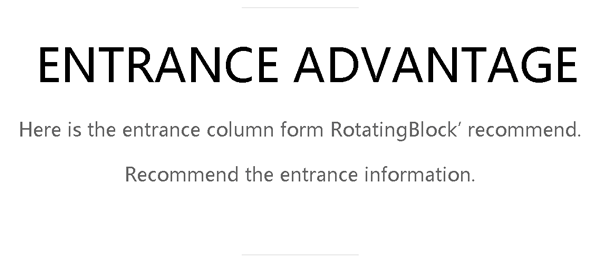 ENTRANCE ADVANTAGE
Here is the entrance column form RotatingBlock’ recommend.
Recommend the entrance information.